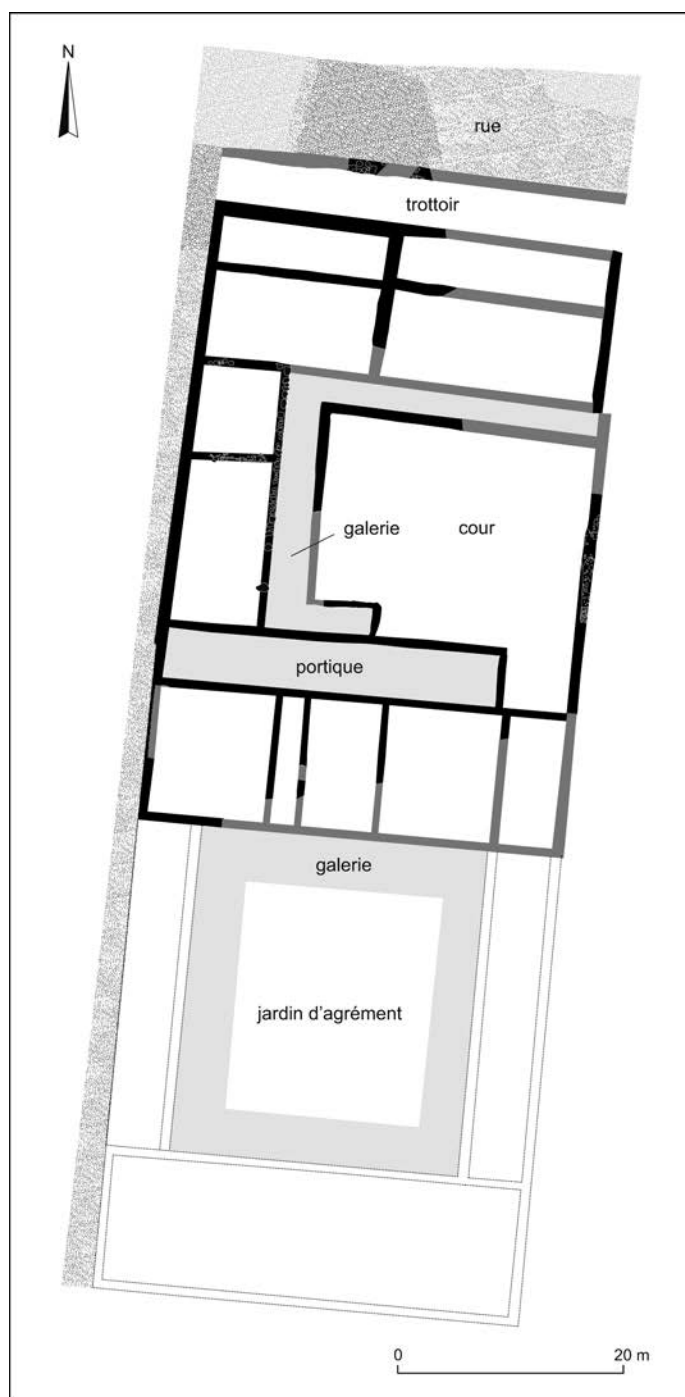 N
rue
trottoir
galerie
cour
portique
galerie
jardin d'agrément
0
20 m